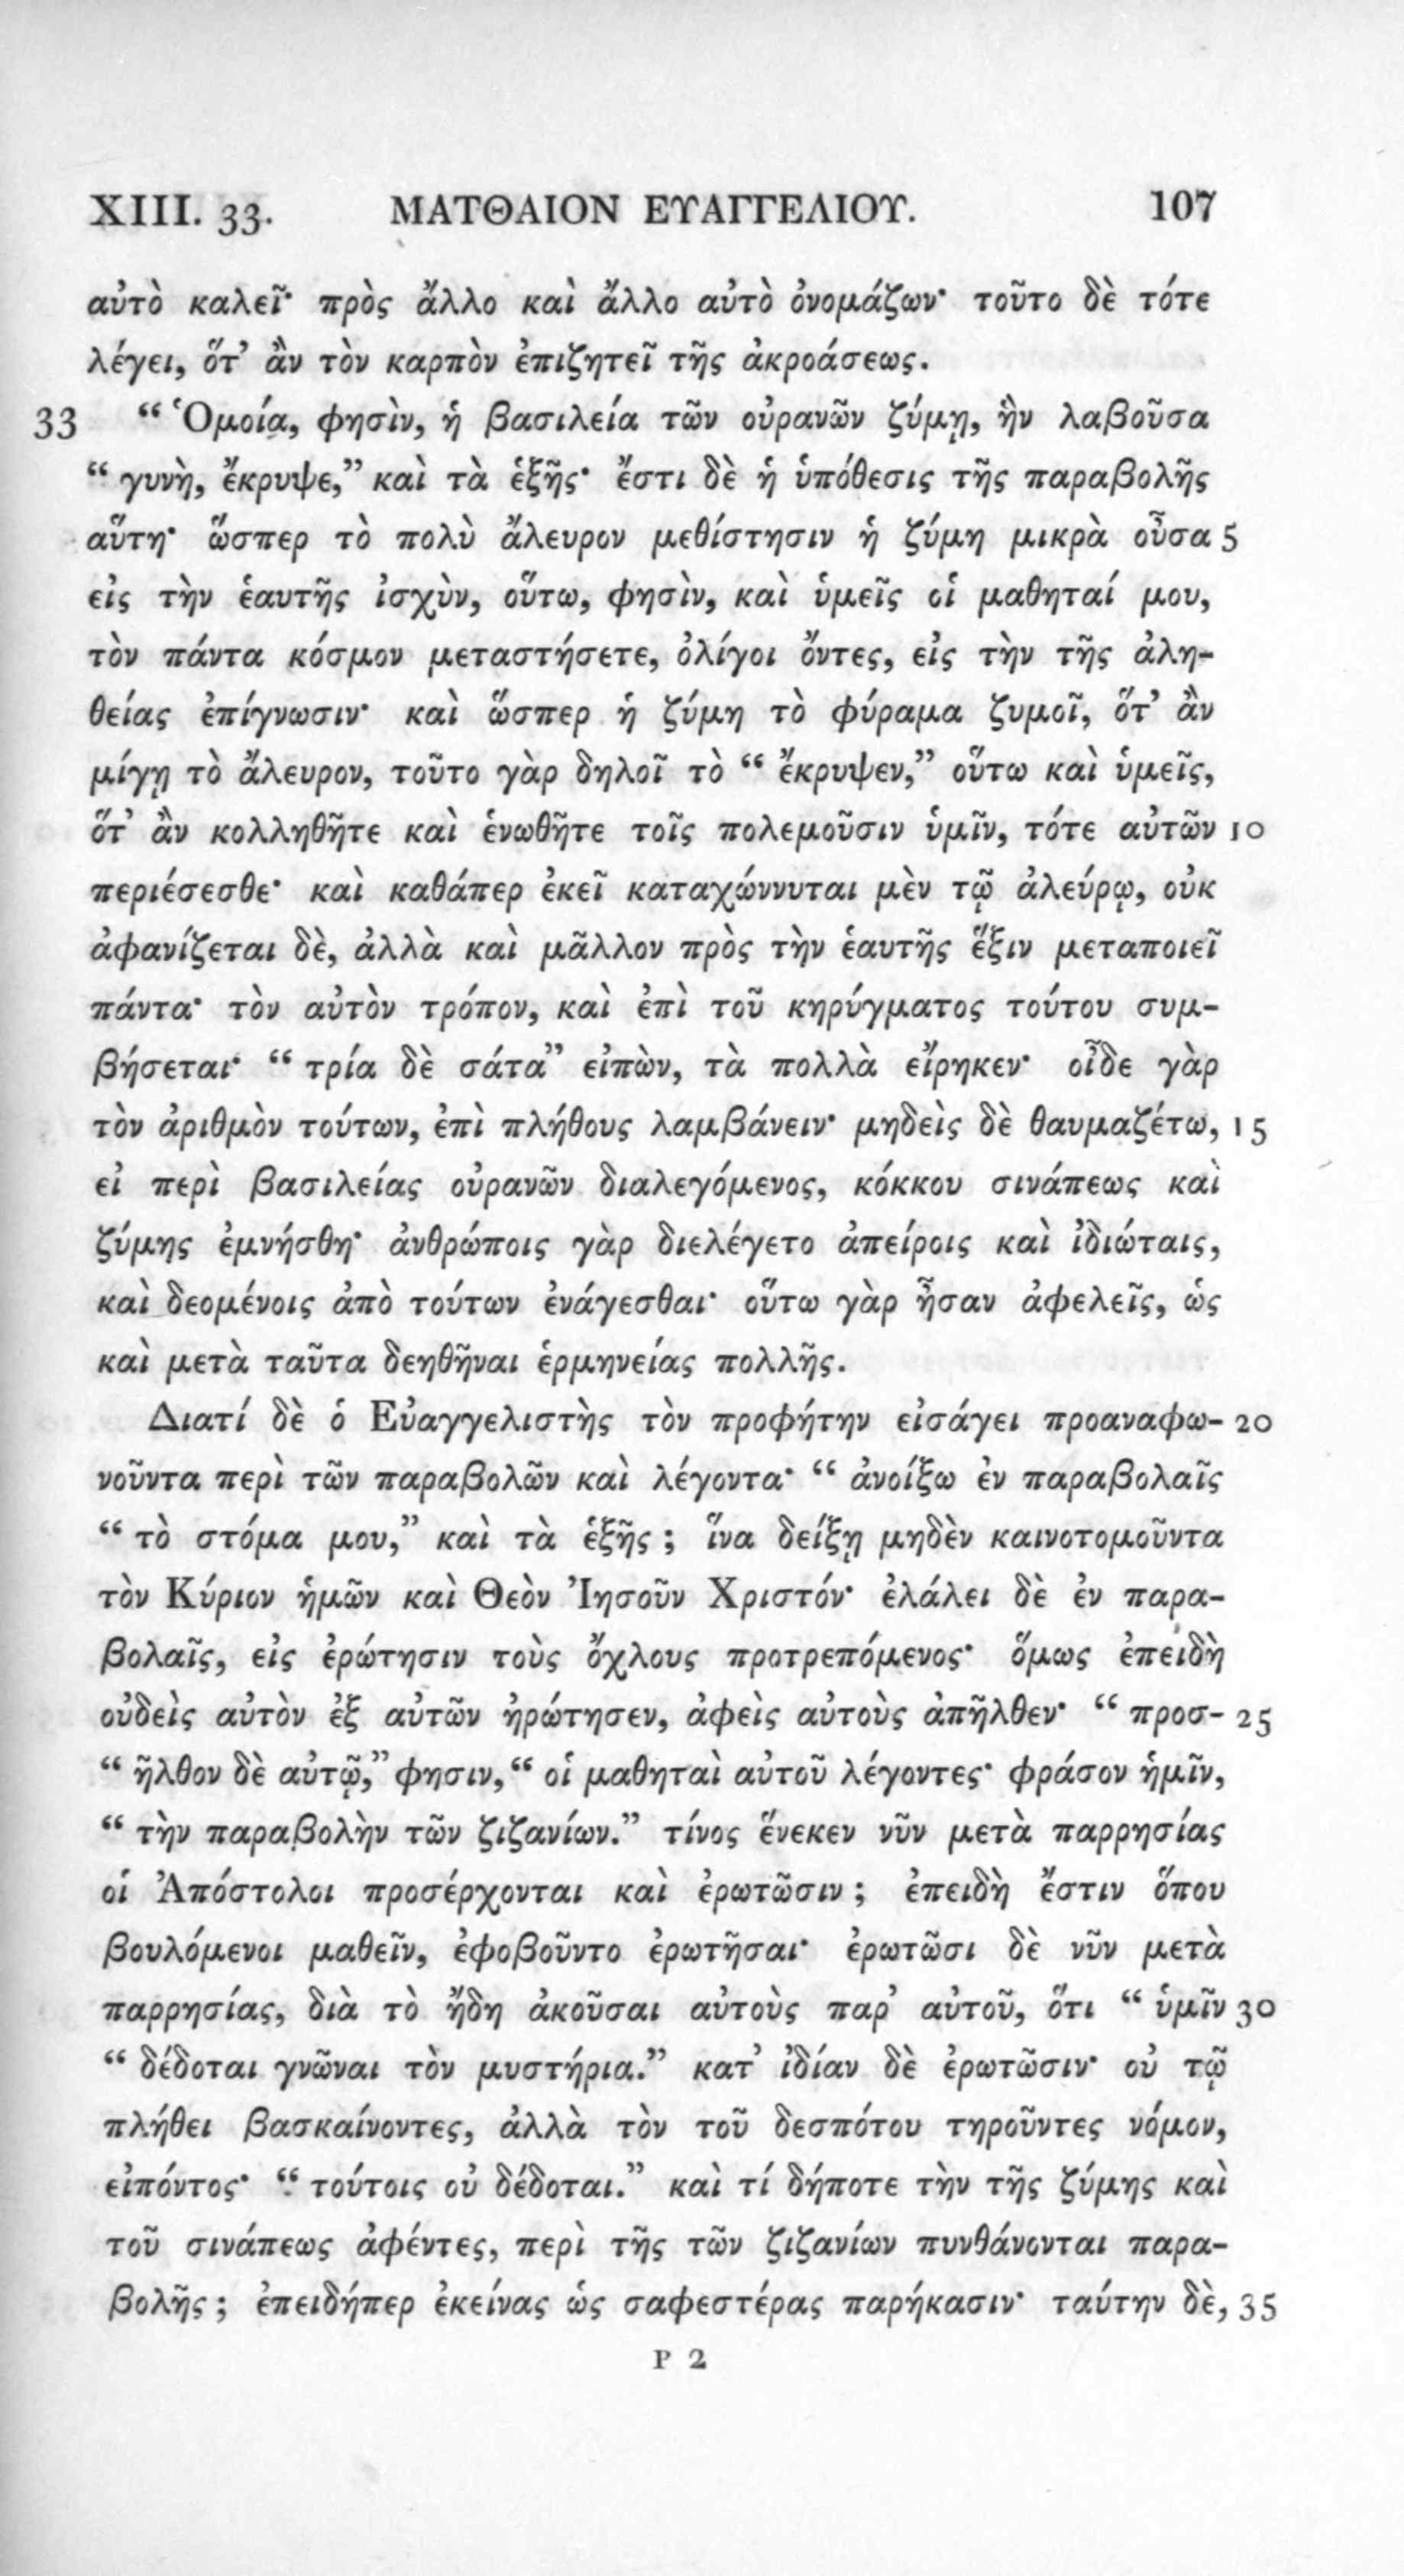 XIII. 33. ΜΑΤΘΑΙΟΝ ΕΥΑΓΓΕΛΙΟΥ. 107
αὐτὸ καλεῖ· πρὸς ἄλλο καὶ ἄλλο αὐτὸ ὀνομάζων· τοῦτο δὲ τότε
λέγει, ὅτ’ ἂν τὸν καρπὸν ἐπιζητεῖ τῆς ἀκροάσεως.
33 “ Ὁμοίᾳ, φησὶν, ἡ βασιλεία τῶν οὐρανῶν ζύμῃ, ἣν λαβοῦσα
“ γυνὴ, ἔκρυψε,” καὶ τὰ ἑξῆς· ἔστι δὲ ἡ ὑπόθεσις τῆς παραβολῆς
αὕτη· ὥσπερ τὸ πολὺ ἄλευρον μεθίστησιν ἡ ζύμη μικρὰ οὖσα 5
εἰς τὴν ἑαυτῆς ἰσχὺν, οὕτω, φησὶν, καὶ ὑμεῖς οἱ μαθηταί μου,
τὸν πάντα κόσμον μεταστήσετε, ὀλίγοι ὄντες, εἰς τὴν τῆς ἀλη-
θείας ἐπίγνωσιν· καὶ ὥσπερ ἡ ζύμη τὸ φύραμα ζυμοῖ, ὅτ’ ἂν
μίγῃ τὸ ἄλευρον, τοῦτο γὰρ δηλοῖ τὸ “ ἔκρυψεν,” οὕτω καὶ ὑμεῖς,
ὅτ’ ἂν κολληθῆτε καὶ ἑνωθῆτε τοῖς πολεμοῦσιν ὑμῖν, τότε αὐτῶν 10
περιέσεσθε· καὶ καθάπερ ἐκεῖ καταχώννυται μὲν τῷ ἀλεύρῳ, οὐκ
ἀφανίζεται δὲ, ἀλλὰ καὶ μᾶλλον πρὸς τὴν ἑαυτῆς ἕξιν μεταποιεῖ
πάντα· τὸν αὐτὸν τρόπον, καὶ ἐπὶ τοῦ κηρύγματος τούτου συμ-
βήσεται· “ τρία δὲ σάτα” εἰπὼν, τὰ πολλὰ εἴρηκεν· οἶδε γὰρ
τὸν ἀριθμὸν τούτων, ἐπὶ πλήθους λαμβάνειν· μηδεὶς δὲ θαυμαζέτω, 15
εἰ περὶ βασιλείας οὐρανῶν διαλεγόμενος, κόκκου σινάπεως καὶ
ζύμης ἐμνήσθη· ἀνθρώποις γὰρ διελέγετο ἀπείροις καὶ ἰδιώταις,
καὶ δεομένοις ἀπὸ τούτων ἐνάγεσθαι· οὕτω γὰρ ἦσαν ἀφελεῖς, ὡς
καὶ μετὰ ταῦτα δεηθῆναι ἑρμηνείας πολλῆς.
Διατί δὲ ὁ Εὐαγγελιστὴς τὸν προφήτην εἰσάγει προαναφω- 20
νοῦντα περὶ τῶν παραβολῶν καὶ λέγοντα· “ ἀνοίξω ἐν παραβολαῖς
“ τὸ στόμα μου,” καὶ τὰ ἑξῆς ; ἵνα δείξῃ μηδὲν καινοτομοῦντα
τὸν Κύριον ἡμῶν καὶ Θεὸν Ἰησοῦν Χριστόν· ἐλάλει δὲ ἐν παρα-
βολαῖς, εἰς ἐρώτησιν τοὺς ὄχλους προτρεπόμενος· ὅμως ἐπειδὴ
οὐδεὶς αὐτὸν ἐξ αὐτῶν ἠρώτησεν, ἀφεὶς αὐτοὺς ἀπῆλθεν· “ προσ- 25
“ ῆλθον δὲ αὐτῷ,” φησιν, “ οἱ μαθηταὶ αὐτοῦ λέγοντες· φράσον ἡμῖν,
“ τὴν παραβολὴν τῶν ζιζανίων.” τίνος ἕνεκεν νῦν μετὰ παρρησίας
οἱ Ἀπόστολοι προσέρχονται καὶ ἐρωτῶσιν ; ἐπειδὴ ἔστιν ὅπου
βουλόμενοι μαθεῖν, ἐφοβοῦντο ἐρωτῆσαι· ἐρωτῶσι δὲ νῦν μετὰ
παρρησίας, διὰ τὸ ἤδη ἀκοῦσαι αὐτοὺς παρ’ αὐτοῦ, ὅτι “ ὑμῖν 30
“ δέδοται γνῶναι τὸν μυστήρια.” κατ’ ἰδίαν δὲ ἐρωτῶσιν· οὐ τῷ
πλήθει βασκαίνοντες, ἀλλὰ τὸν τοῦ δεσπότου τηροῦντες νόμον,
εἰπόντος· “ τούτοις οὐ δέδοται.” καὶ τί δήποτε τὴν τῆς ζύμης καὶ
τοῦ σινάπεως ἀφέντες, περὶ τῆς τῶν ζιζανίων πυνθάνονται παρα-
βολῆς ; ἐπειδήπερ ἐκείνας ὡς σαφεστέρας παρήκασιν· ταύτην δὲ, 35
P 2